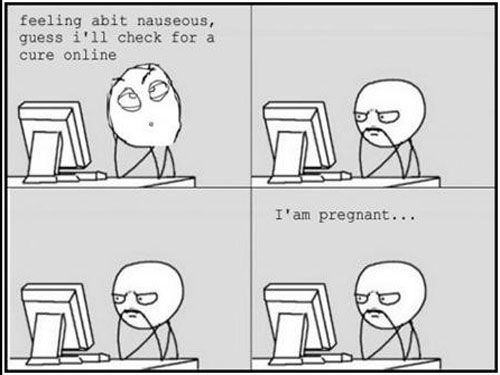 feeling abit nauseous,
guess i'll check for a
cure online
I'am pregnant...